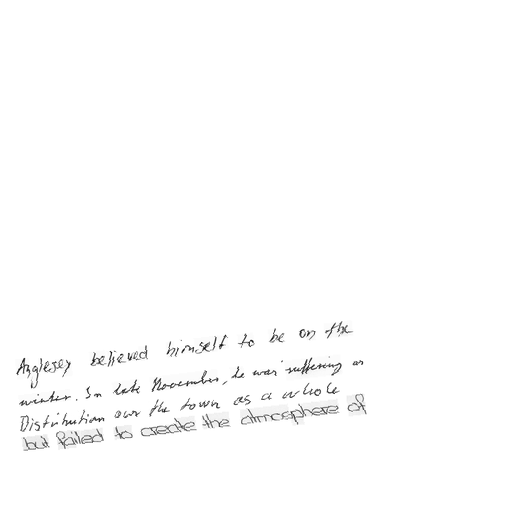 Anglesey believed himself to be on the
winter. In late November, he was suffering an
Distribution over the town as a whole
but failed to create the atmosphere of